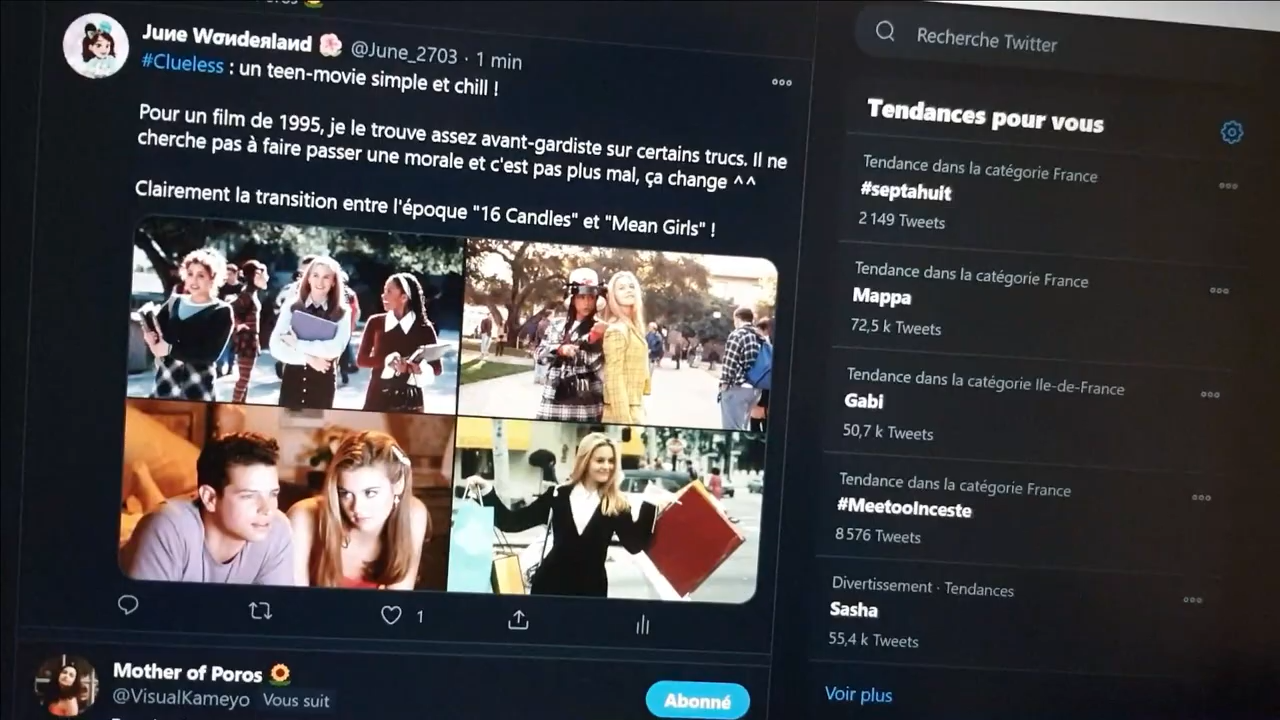 June Wonderland 🌺 @June_2703 · 1 min
#Clueless : un teen-movie simple et chill !
Pour un film de 1995, je le trouve assez avant-gardiste sur certains trucs. Il ne
cherche pas à faire passer une morale et c'est pas plus mal, ça change ^^
Clairement la transition entre l'époque "16 Candles" et "Mean Girls" !
1
Mother of Poros 🌻
@VisualKameyo Vous suit
Abonné
Recherche Twitter
Tendances pour vous
Tendance dans la catégorie France
#septahuit
2 149 Tweets
Tendance dans la catégorie France
Mappa
72,5 k Tweets
Tendance dans la catégorie Ile-de-France
Gabi
50,7 k Tweets
Tendance dans la catégorie France
#MeetooInceste
8 576 Tweets
Divertissement · Tendances
Sasha
55,4 k Tweets
Voir plus